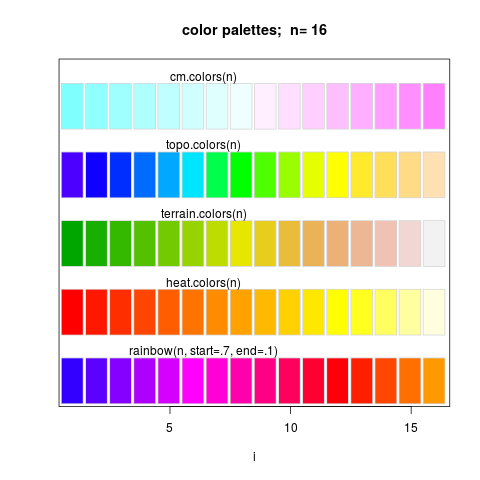 color palettes;  n= 16
cm.colors(n)
topo.colors(n)
terrain.colors(n)
heat.colors(n)
rainbow(n, start=.7, end=.1)
5 10 15
i